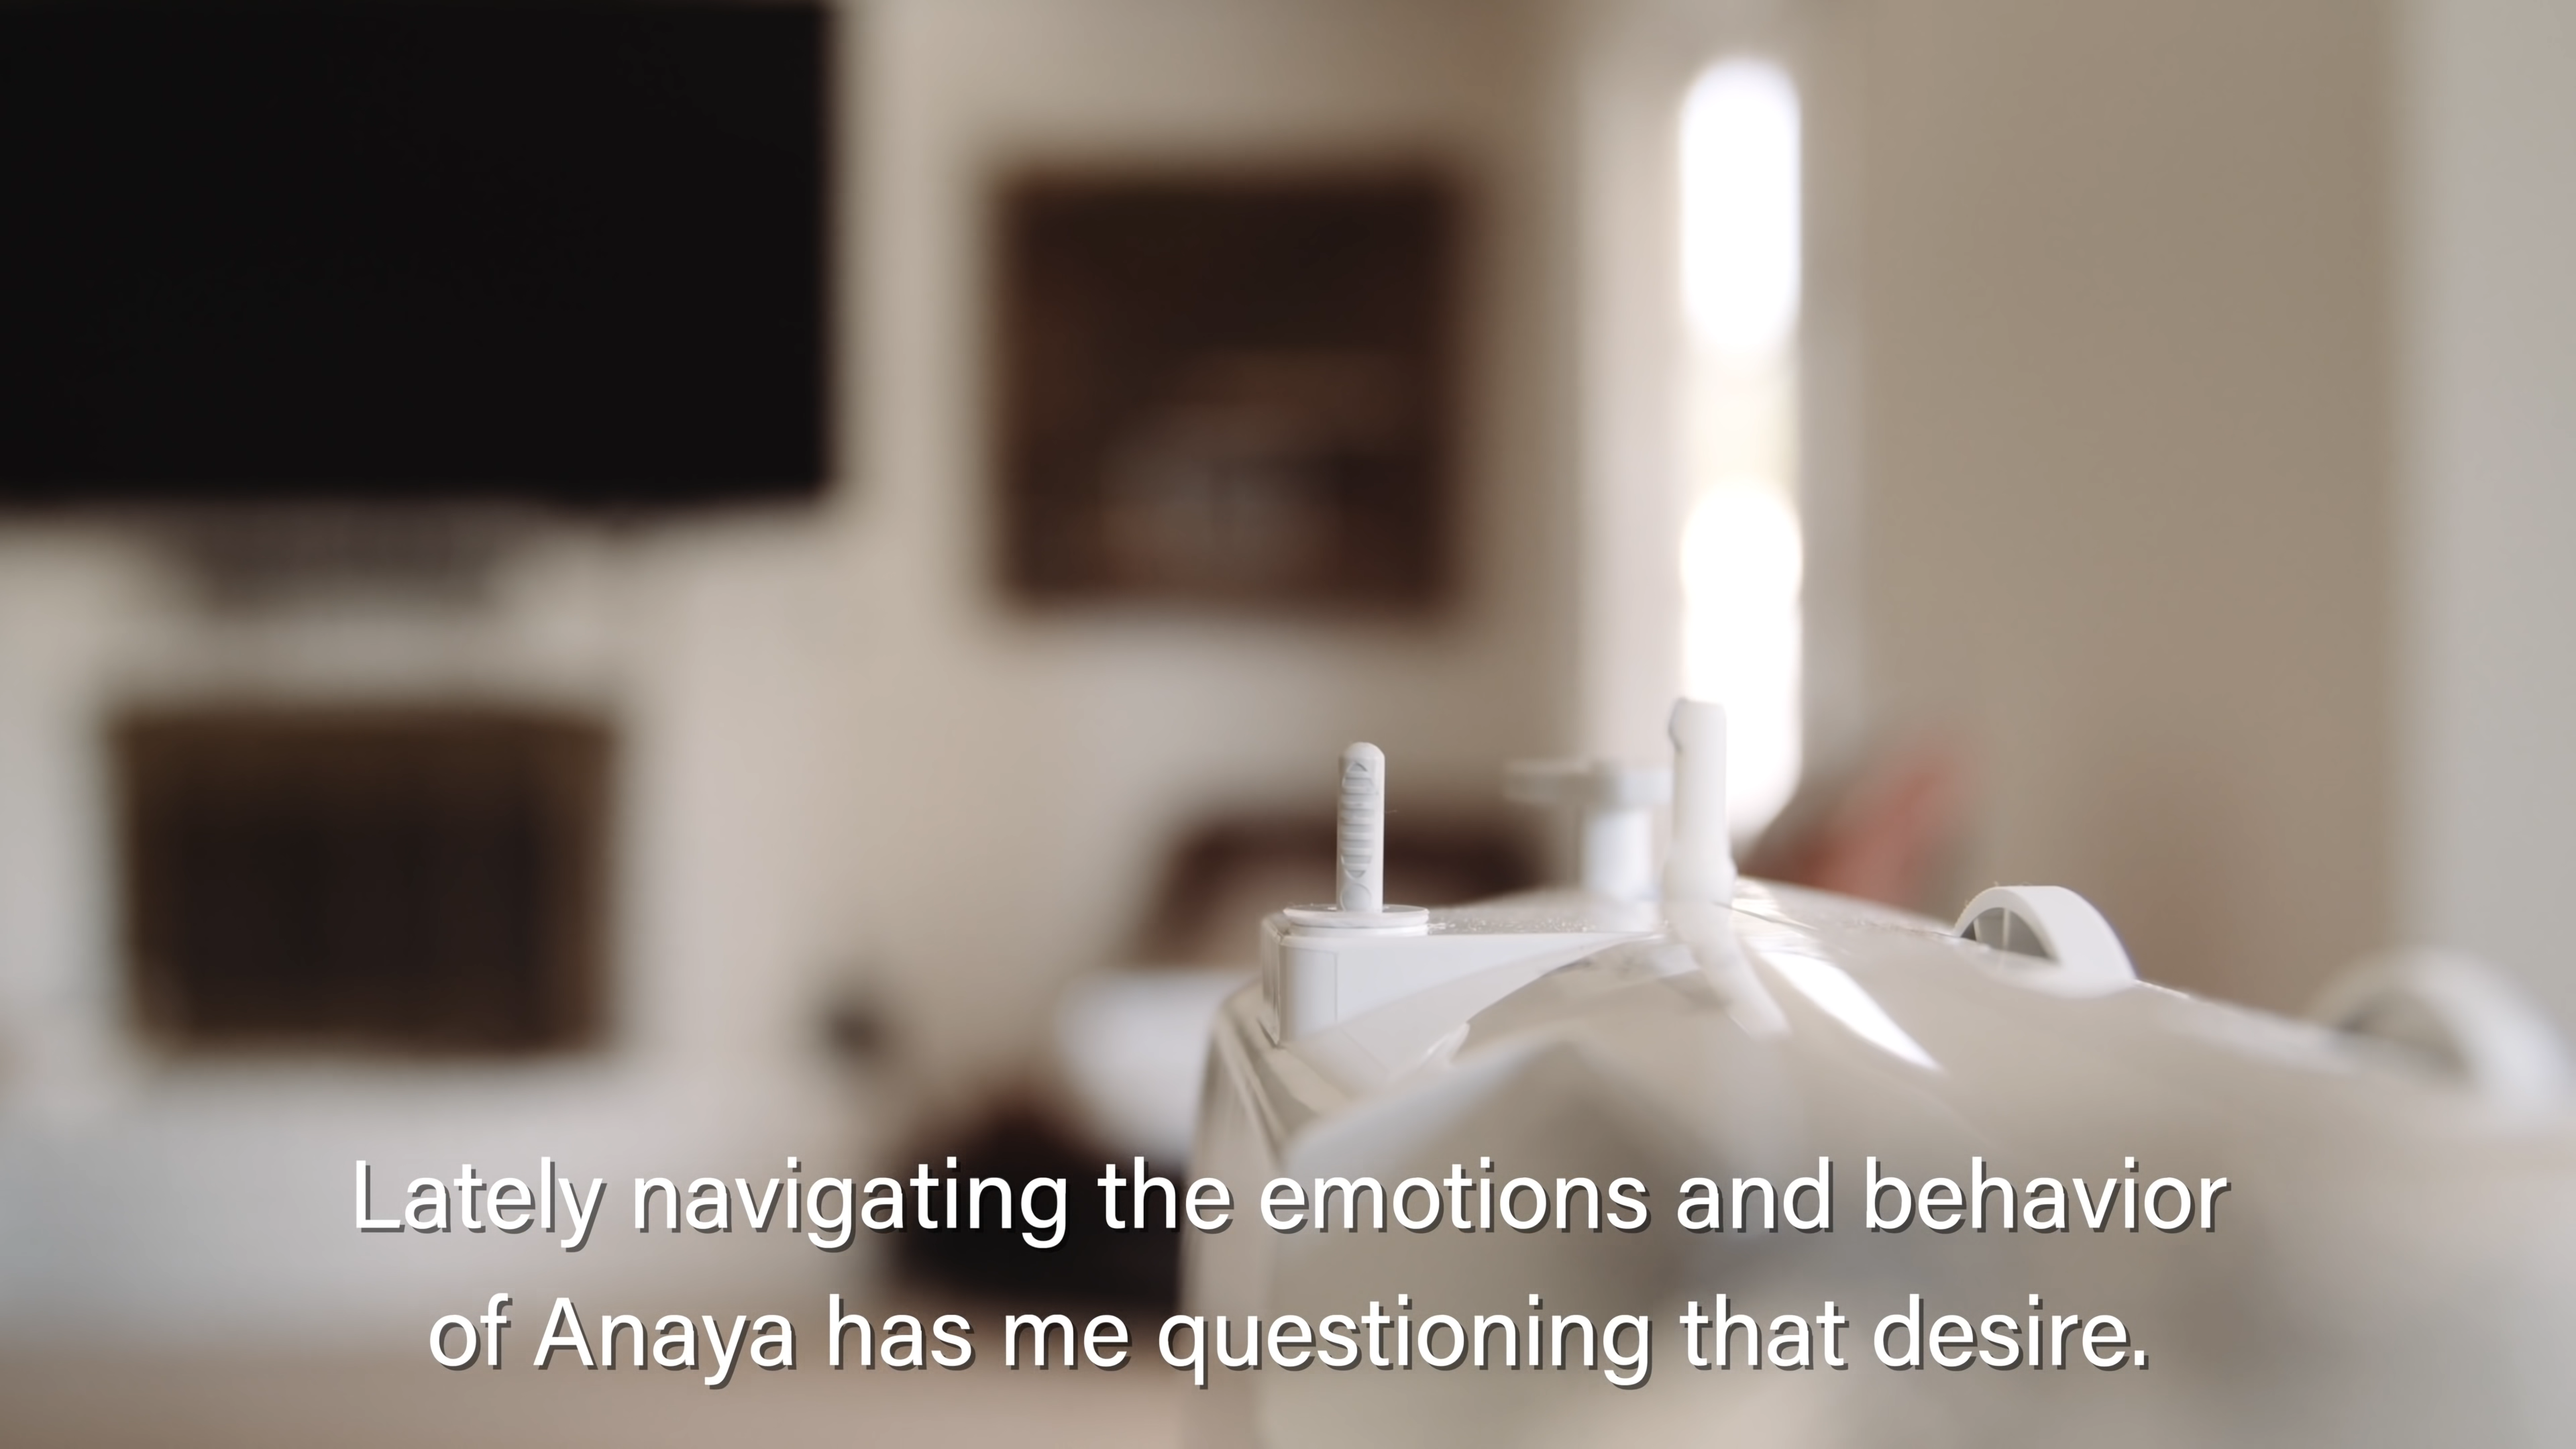 Lately navigating the emotions and behavior
of Anaya has me questioning that desire.